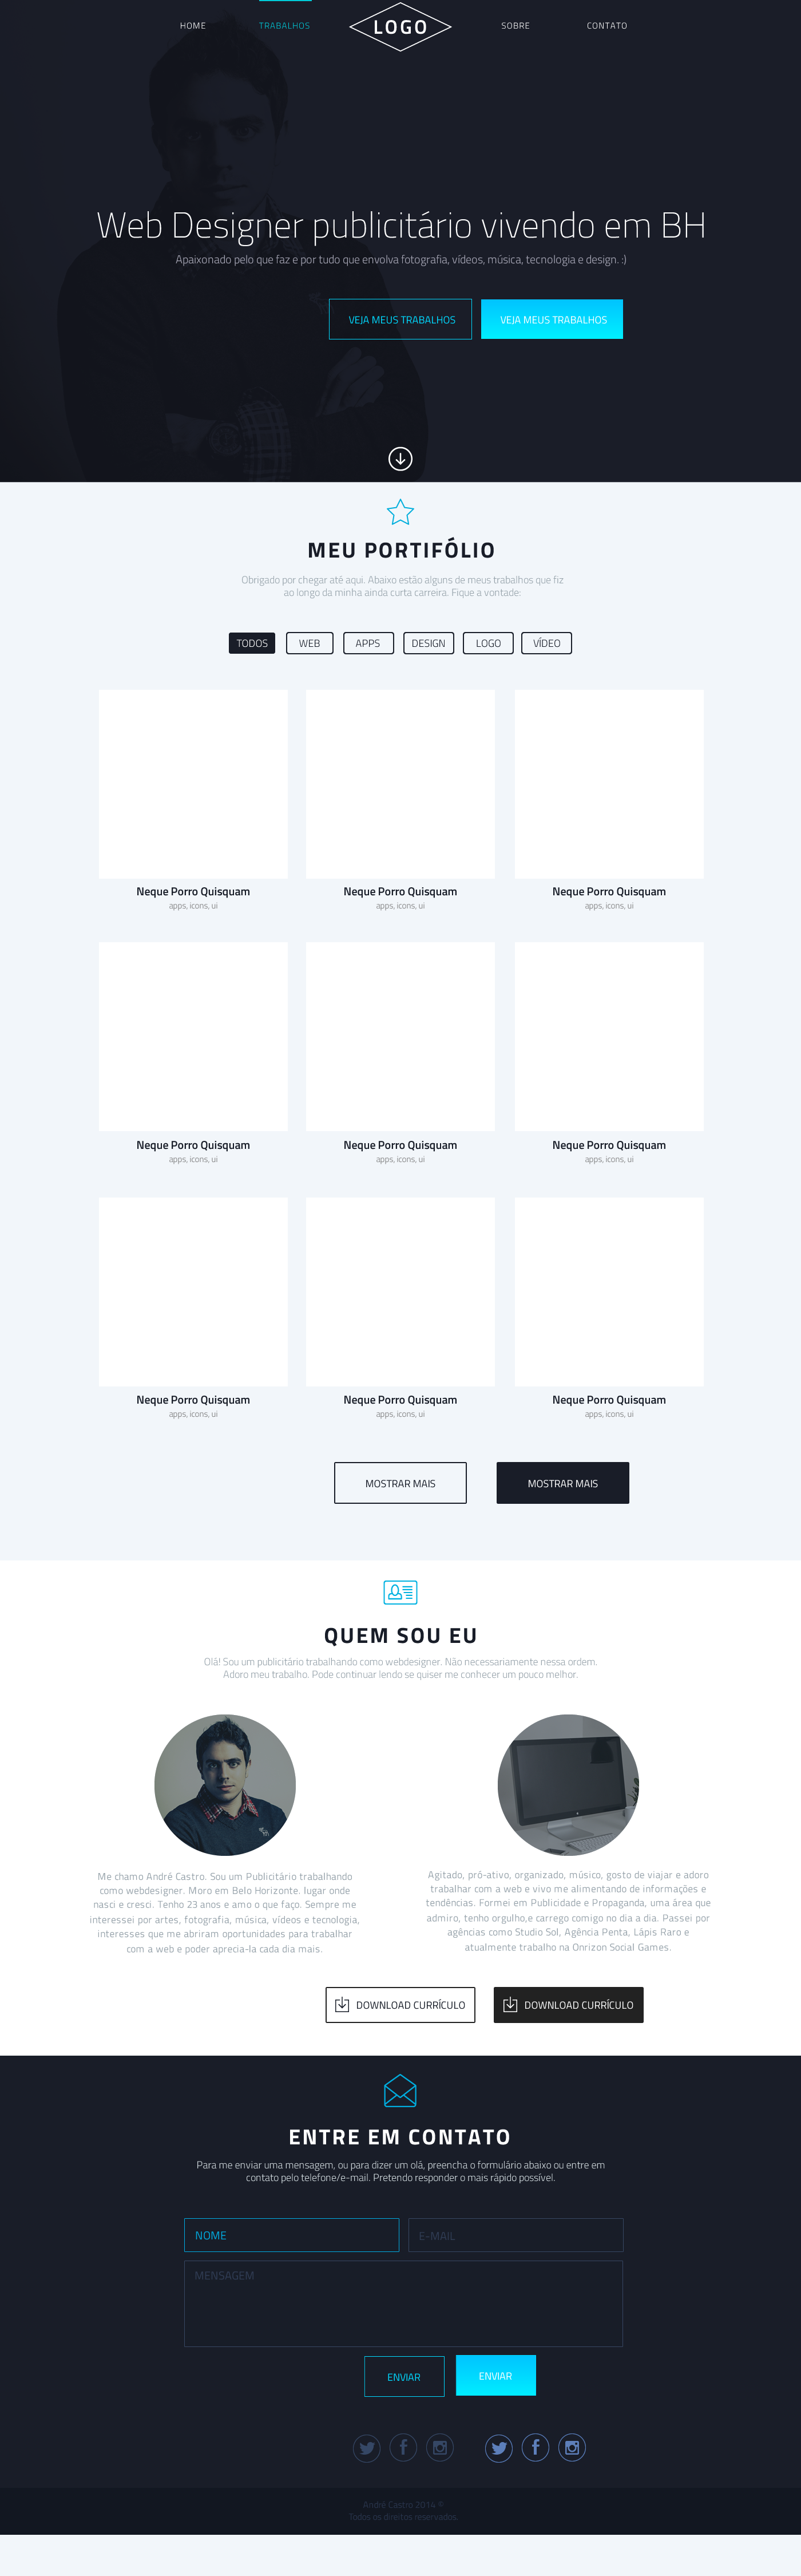 HOME TRABALHOS LOGO SOBRE CONTATO
Web Designer publicitário vivendo em BH
Apaixonado pelo que faz e por tudo que envolva fotografia, vídeos, música, tecnologia e design. :)
VEJA MEUS TRABALHOS VEJA MEUS TRABALHOS
MEU PORTIFÓLIO
Obrigado por chegar até aqui. Abaixo estão alguns de meus trabalhos que fiz
ao longo da minha ainda curta carreira. Fique a vontade:
TODOS WEB APPS DESIGN LOGO VÍDEO
Neque Porro Quisquam Neque Porro Quisquam Neque Porro Quisquam
apps, icons, ui apps, icons, ui apps, icons, ui
Neque Porro Quisquam Neque Porro Quisquam Neque Porro Quisquam
apps, icons, ui apps, icons, ui apps, icons, ui
Neque Porro Quisquam Neque Porro Quisquam Neque Porro Quisquam
apps, icons, ui apps, icons, ui apps, icons, ui
MOSTRAR MAIS MOSTRAR MAIS
QUEM SOU EU
Olá! Sou um publicitário trabalhando como webdesigner. Não necessariamente nessa ordem.
Adoro meu trabalho. Pode continuar lendo se quiser me conhecer um pouco melhor.
Me chamo André Castro. Sou um Publicitário trabalhando
como webdesigner. Moro em Belo Horizonte. lugar onde
nasci e cresci. Tenho 23 anos e amo o que faço. Sempre me
interessei por artes, fotografia, música, vídeos e tecnologia,
interesses que me abriram oportunidades para trabalhar
com a web e poder aprecia-la cada dia mais.
Agitado, pró-ativo, organizado, músico, gosto de viajar e adoro
trabalhar com a web e vivo me alimentando de informações e
tendências. Formei em Publicidade e Propaganda, uma área que
admiro, tenho orgulho,e carrego comigo no dia a dia. Passei por
agências como Studio Sol, Agência Penta, Lápis Raro e
atualmente trabalho na Onrizon Social Games.
DOWNLOAD CURRÍCULO DOWNLOAD CURRÍCULO
ENTRE EM CONTATO
Para me enviar uma mensagem, ou para dizer um olá, preencha o formulário abaixo ou entre em
contato pelo telefone/e-mail. Pretendo responder o mais rápido possível.
NOME E-MAIL
MENSAGEM
ENVIAR ENVIAR
André Castro 2014 ®
Todos os direitos reservados.